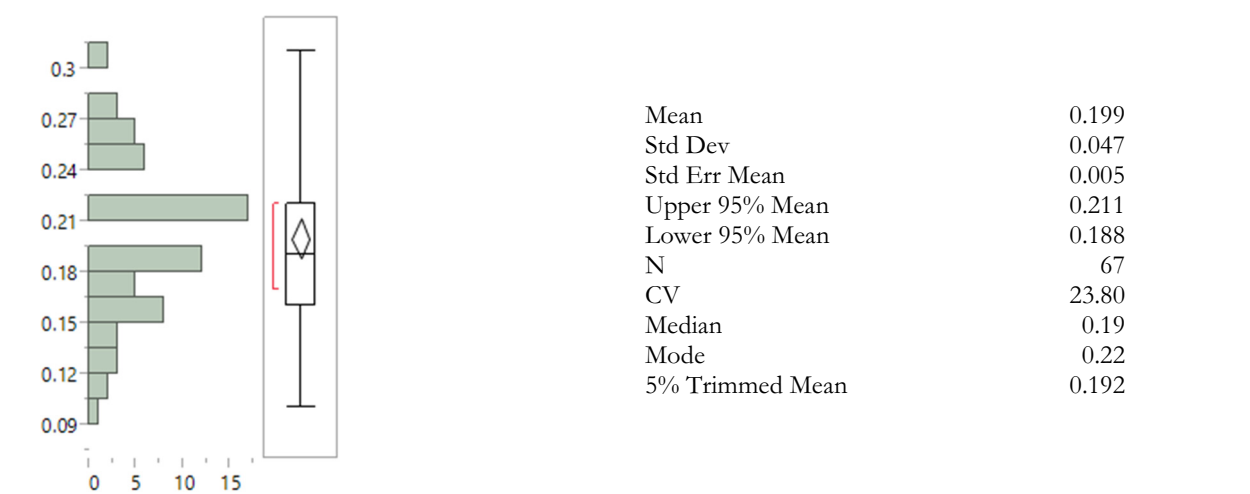 0.3
0.27
0.24
0.21
0.18
0.15
0.12
0.09
0 5 10 15
Mean 0.199
Std Dev 0.047
Std Err Mean 0.005
Upper 95% Mean 0.211
Lower 95% Mean 0.188
N 67
CV 23.80
Median 0.19
Mode 0.22
5% Trimmed Mean 0.192